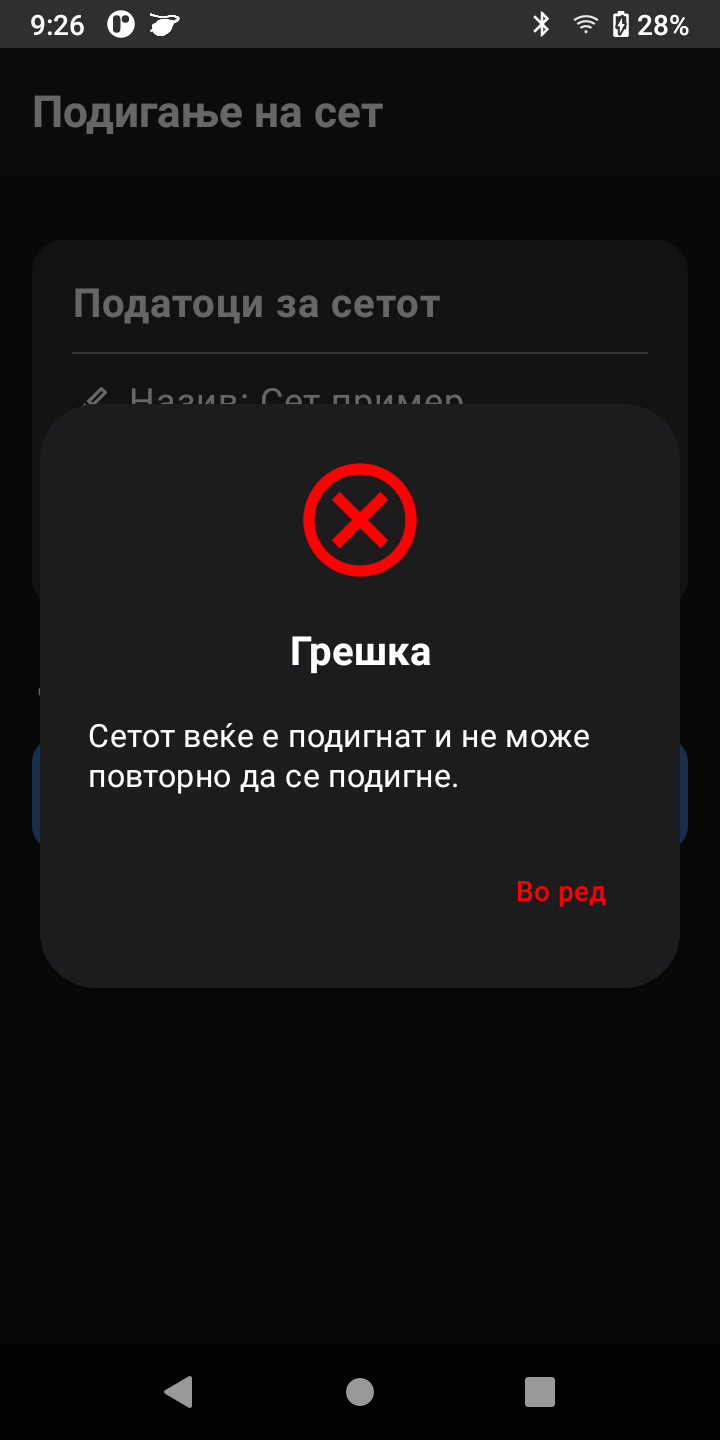 9:26
28%
Подигање на сет
Податоци за сетот
Назив: Сет пример
Грешка
Сетот веќе е подигнат и не може
повторно да се подигне.
Во ред